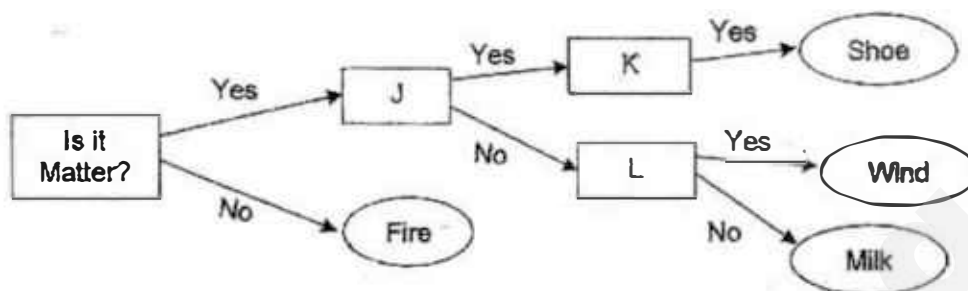 Yes
Shoe
Yes
K
Yes
J
Is it
Matter?
No
L
Yes
Wind
No
Fire
No
Milk